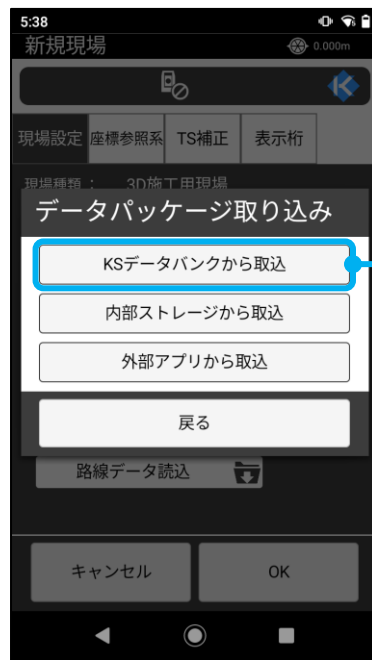 5:38
新規現場
0.000m
現場設定 座標参照系 TS補正 表示桁
現場種類 : 3D施工用現場
データパッケージ取り込み
KSデータバンクから取込
内部ストレージから取込
外部アプリから取込
戻る
路線データ読込
キャンセル OK